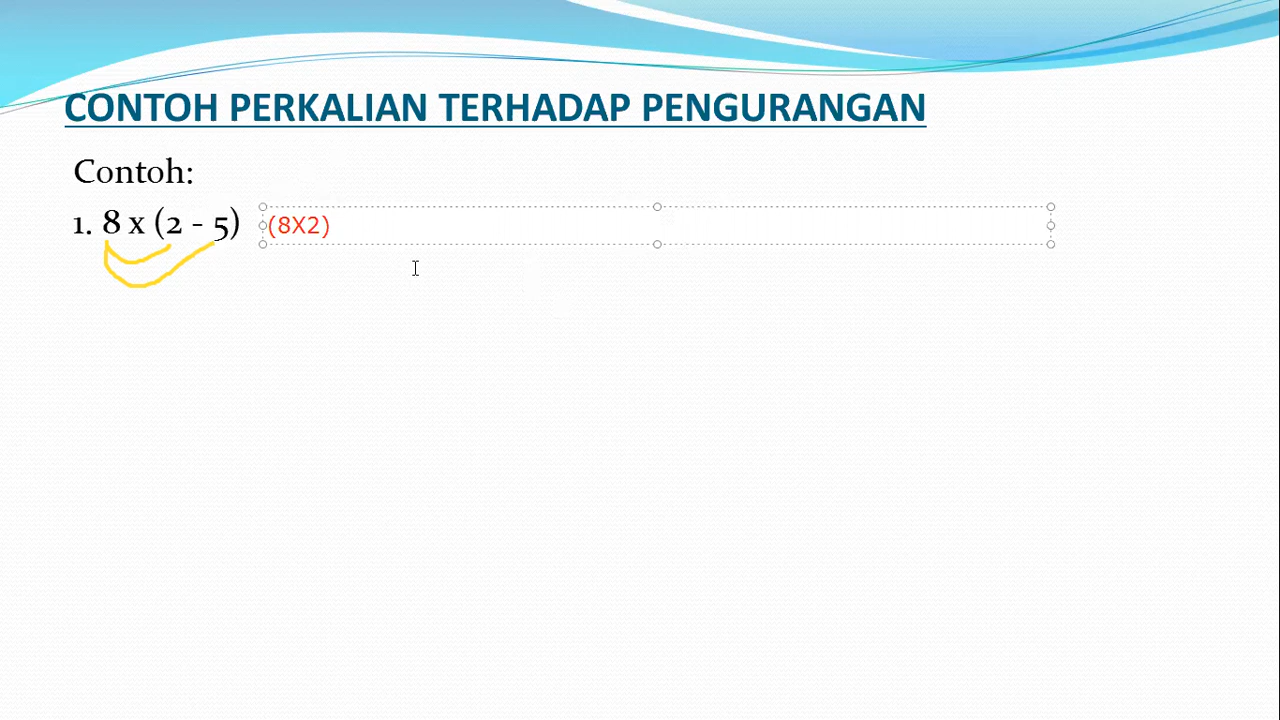 CONTOH PERKALIAN TERHADAP PENGURANGAN
Contoh:
1. 8 x (2 - 5) (8X2)